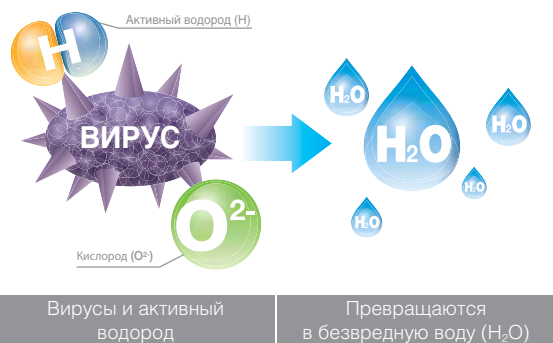 Активный водород (H)
H
ВИРУС
O²⁻
Кислород (O²⁻)
H₂O
H₂O
H₂O
H₂O
H₂O
Вирусы и активный
водород
Превращаются
в безвредную воду (H₂O)